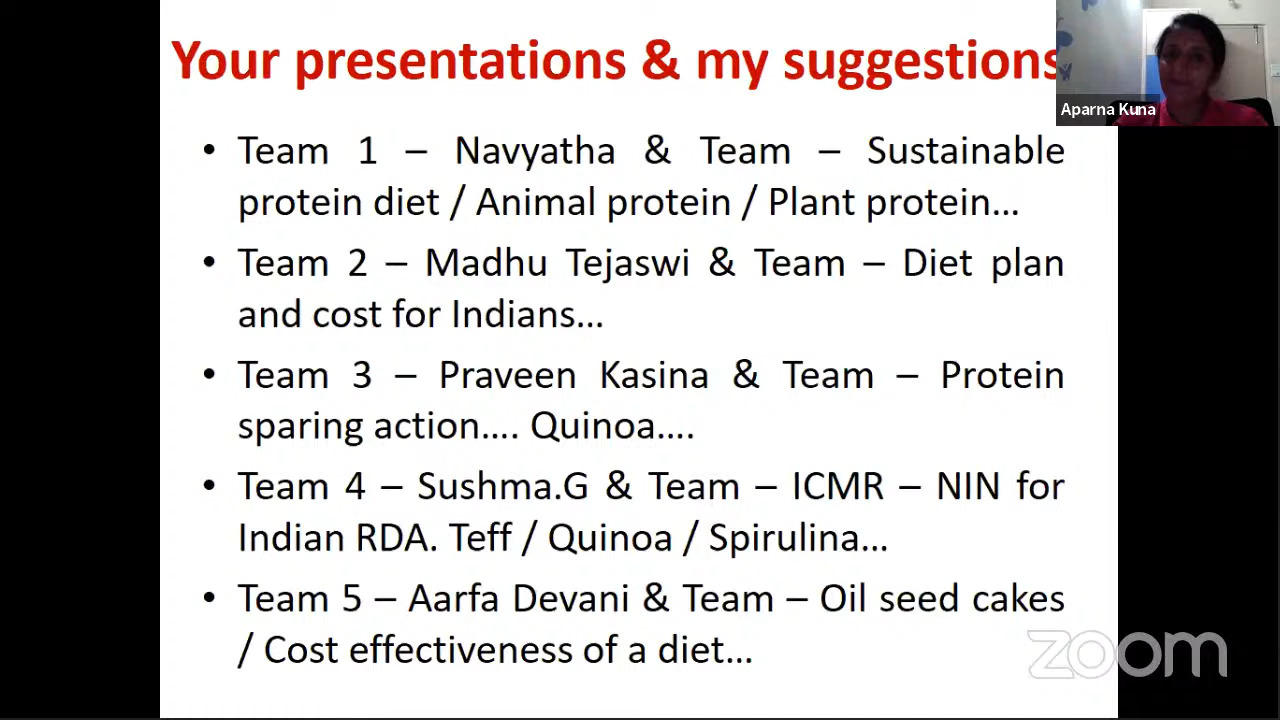 Your presentations & my suggestions
Aparna Kuna
• Team 1 – Navyatha & Team – Sustainable
protein diet / Animal protein / Plant protein...
• Team 2 – Madhu Tejaswi & Team – Diet plan
and cost for Indians...
• Team 3 – Praveen Kasina & Team – Protein
sparing action.... Quinoa....
• Team 4 – Sushma.G & Team – ICMR – NIN for
Indian RDA. Teff / Quinoa / Spirulina...
• Team 5 – Aarfa Devani & Team – Oil seed cakes
/ Cost effectiveness of a diet...
zoom